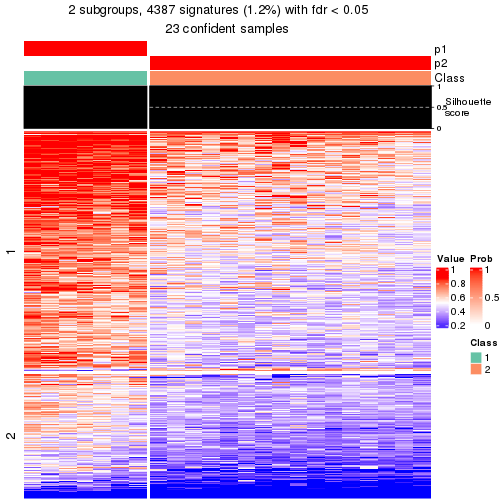 2 subgroups, 4387 signatures (1.2%) with fdr < 0.05
23 confident samples
p1
p2
Class
1
0.5
0
Silhouette
score
1
2
Value
1
0.8
0.6
0.4
0.2
Prob
1
0.5
0
Class
1
2